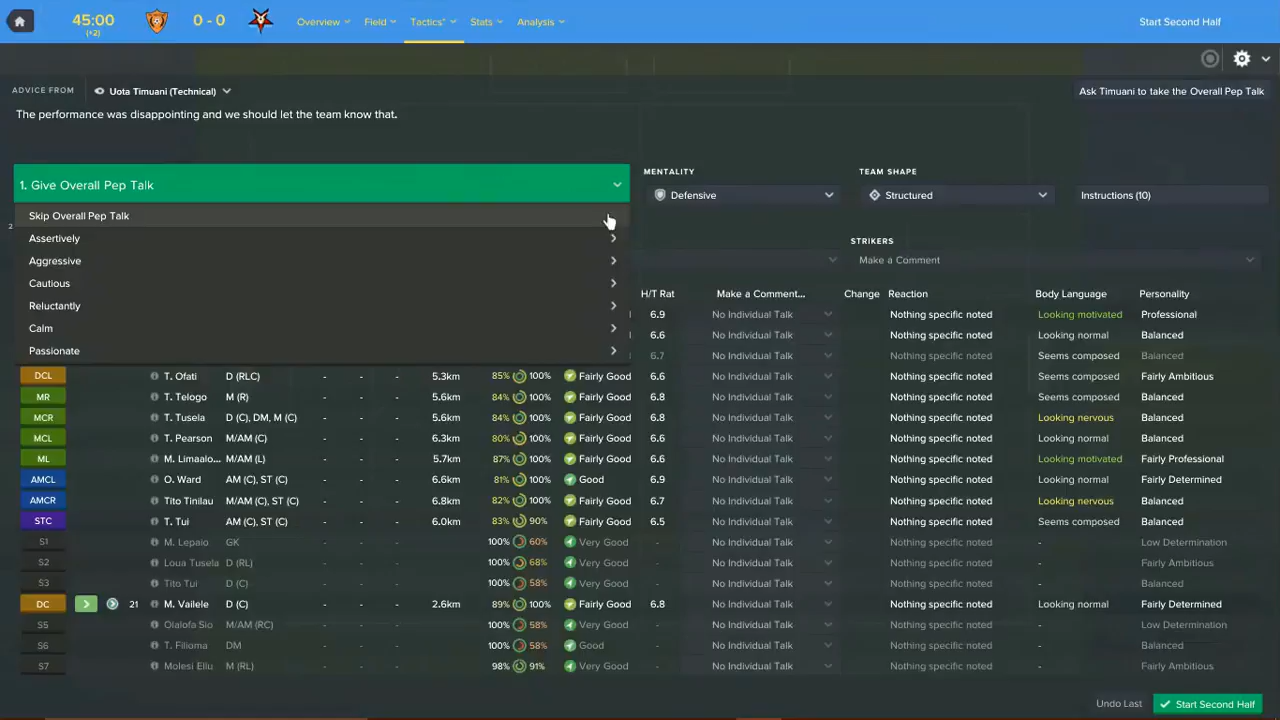 45:00
(+2)
0 - 0
Overview
Field
Tactics*
Stats
Analysis
Start Second Half
ADVICE FROM
Uota Timuani (Technical)
Ask Timuani to take the Overall Pep Talk
The performance was disappointing and we should let the team know that.
1. Give Overall Pep Talk
MENTALITY
TEAM SHAPE
Defensive
Structured
Instructions (10)
Skip Overall Pep Talk
2
Assertively
STRIKERS
Aggressive
Make a Comment
Cautious
H/T Rat Make a Comment... Change Reaction Body Language Personality
Reluctantly
6.9 No Individual Talk Nothing specific noted Looking motivated Professional
Calm
6.6 No Individual Talk Nothing specific noted Looking normal Balanced
Passionate
6.7 No Individual Talk Nothing specific noted Seems composed Balanced
DCL T. Ofati D (RLC) - - - 5.3km 85% 100% Fairly Good 6.6 No Individual Talk Nothing specific noted Seems composed Fairly Ambitious
MR T. Telogo M (R) - - - 5.6km 84% 100% Fairly Good 6.8 No Individual Talk Nothing specific noted Seems composed Balanced
MCR T. Tusela D (C), DM, M (C) - - - 5.6km 84% 100% Fairly Good 6.8 No Individual Talk Nothing specific noted Looking nervous Balanced
MCL T. Pearson M/AM (C) - - - 6.3km 80% 100% Fairly Good 6.6 No Individual Talk Nothing specific noted Looking normal Balanced
ML M. Limaalo... M/AM (L) - - - 5.7km 87% 100% Fairly Good 6.6 No Individual Talk Nothing specific noted Looking motivated Fairly Professional
AMCL O. Ward AM (C), ST (C) - - - 6.6km 81% 100% Good 6.9 No Individual Talk Nothing specific noted Looking normal Fairly Determined
AMCR Tito Tinilau M/AM (C), ST (C) - - - 6.8km 82% 100% Fairly Good 6.7 No Individual Talk Nothing specific noted Looking nervous Balanced
STC T. Tui AM (C), ST (C) - - - 6.0km 83% 90% Fairly Good 6.5 No Individual Talk Nothing specific noted Seems composed Balanced
S1 M. Lepaio GK 100% 60% Very Good - No Individual Talk Nothing specific noted - Low Determination
S2 Loua Tusela D (RL) - - - 100% 68% Very Good - No Individual Talk Nothing specific noted - Fairly Ambitious
S3 Tito Tui D (C) - - - 100% 58% Very Good - No Individual Talk Nothing specific noted - Balanced
DC 21 M. Vailele D (C) - - - 2.6km 89% 100% Fairly Good 6.8 No Individual Talk Nothing specific noted Looking normal Fairly Determined
S5 Olalofa Sio M/AM (RC) - - - 100% 58% Very Good - No Individual Talk Nothing specific noted - Low Determination
S6 T. Filioma DM - - - 100% 58% Good - No Individual Talk Nothing specific noted - Balanced
S7 Molesi Eliu M (RL) - - - 98% 91% Very Good - No Individual Talk Nothing specific noted - Fairly Ambitious
Undo Last
Start Second Half